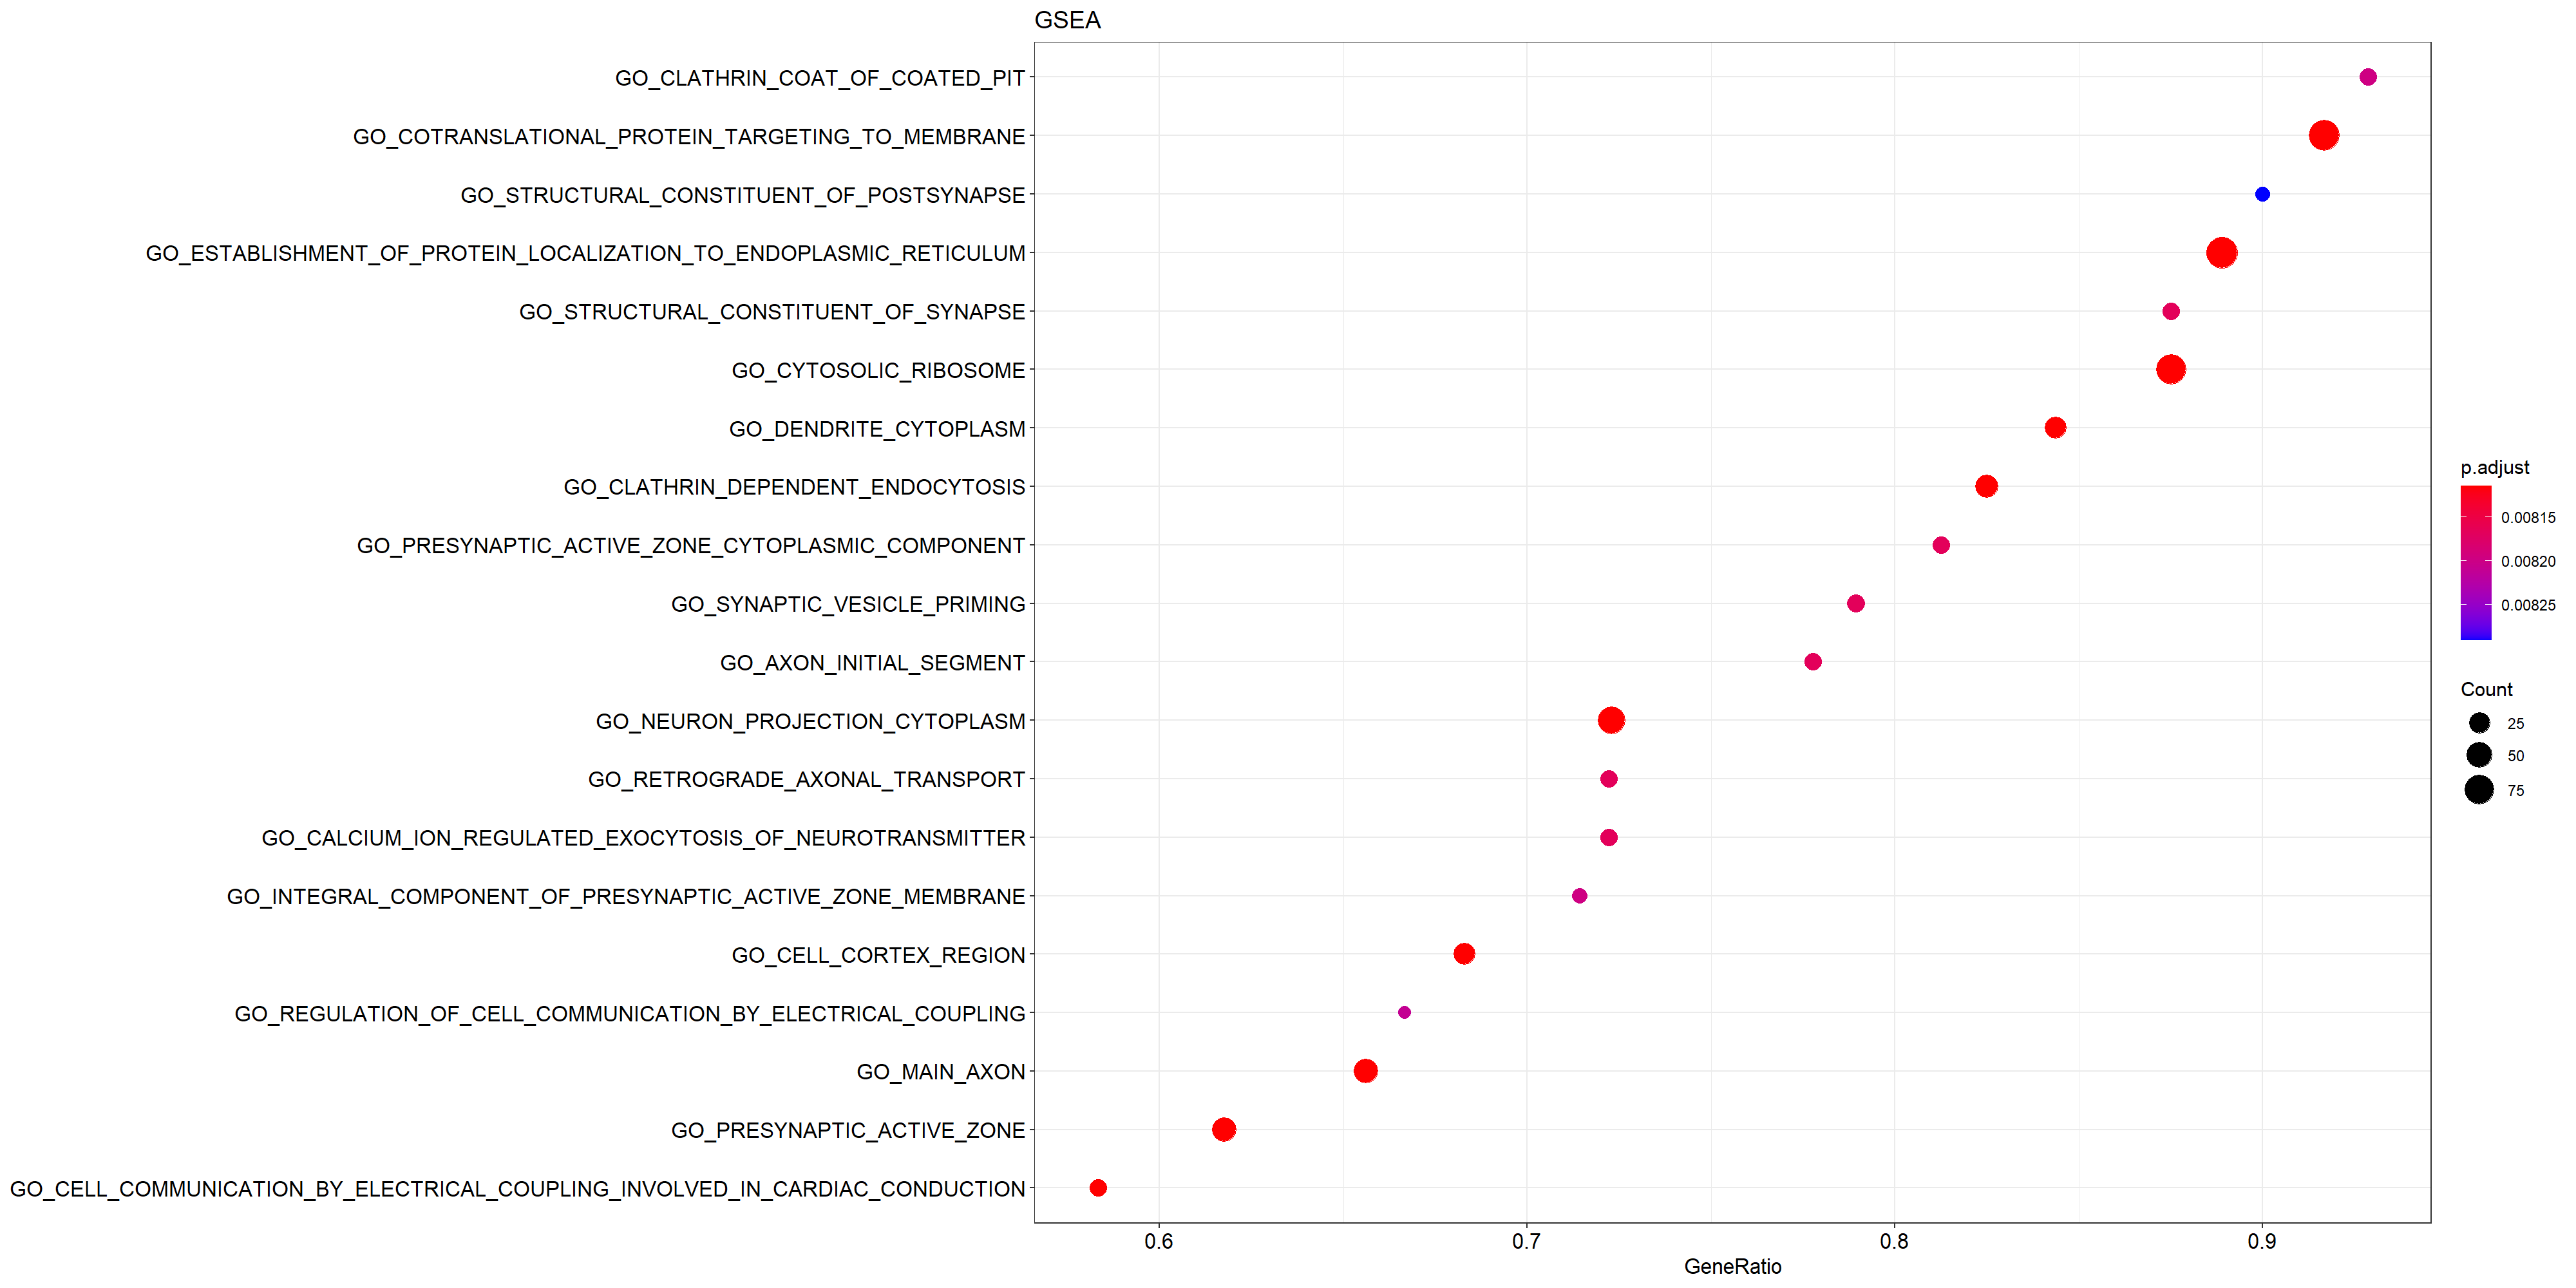 GSEA
GO_CLATHRIN_COAT_OF_COATED_PIT
GO_COTRANSLATIONAL_PROTEIN_TARGETING_TO_MEMBRANE
GO_STRUCTURAL_CONSTITUENT_OF_POSTSYNAPSE
GO_ESTABLISHMENT_OF_PROTEIN_LOCALIZATION_TO_ENDOPLASMIC_RETICULUM
GO_STRUCTURAL_CONSTITUENT_OF_SYNAPSE
GO_CYTOSOLIC_RIBOSOME
GO_DENDRITE_CYTOPLASM
GO_CLATHRIN_DEPENDENT_ENDOCYTOSIS
GO_PRESYNAPTIC_ACTIVE_ZONE_CYTOPLASMIC_COMPONENT
GO_SYNAPTIC_VESICLE_PRIMING
GO_AXON_INITIAL_SEGMENT
GO_NEURON_PROJECTION_CYTOPLASM
GO_RETROGRADE_AXONAL_TRANSPORT
GO_CALCIUM_ION_REGULATED_EXOCYTOSIS_OF_NEUROTRANSMITTER
GO_INTEGRAL_COMPONENT_OF_PRESYNAPTIC_ACTIVE_ZONE_MEMBRANE
GO_CELL_CORTEX_REGION
GO_REGULATION_OF_CELL_COMMUNICATION_BY_ELECTRICAL_COUPLING
GO_MAIN_AXON
GO_PRESYNAPTIC_ACTIVE_ZONE
GO_CELL_COMMUNICATION_BY_ELECTRICAL_COUPLING_INVOLVED_IN_CARDIAC_CONDUCTION
0.6 0.7 0.8 0.9
GeneRatio
p.adjust
0.00815
0.00820
0.00825
Count
25
50
75